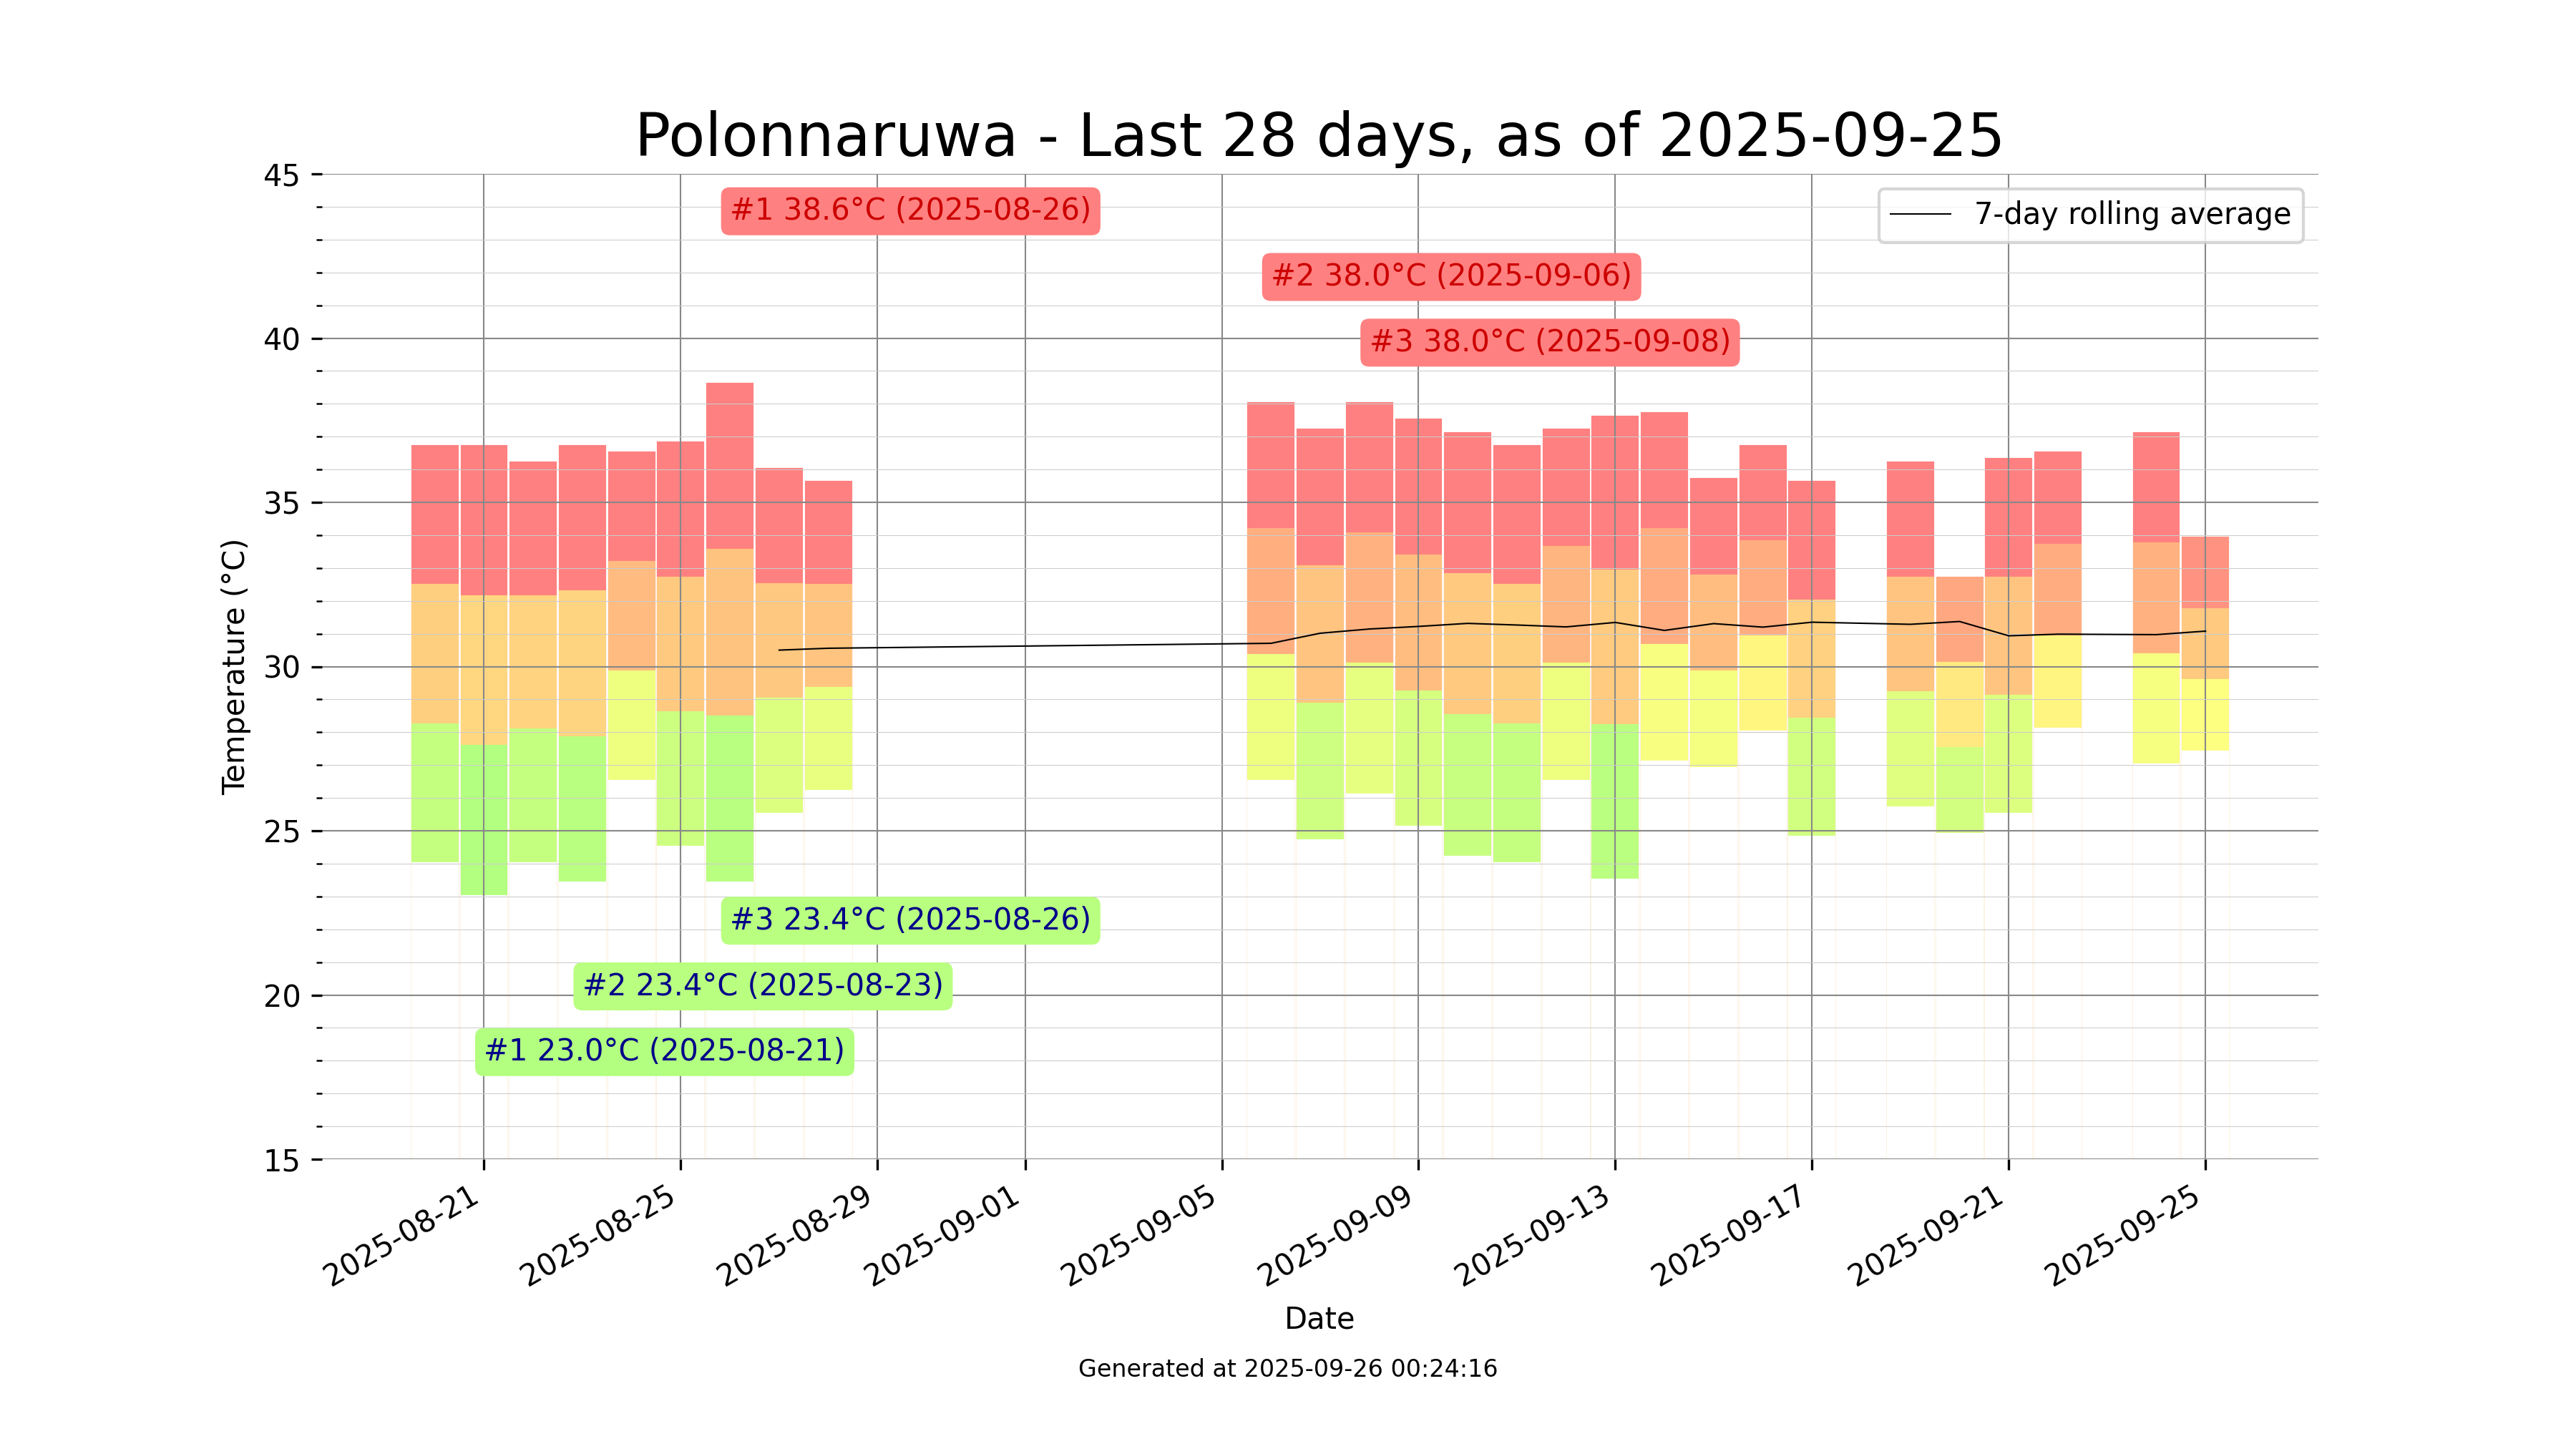 Polonnaruwa - Last 28 days, as of 2025-09-25
45
40
35
30
25
20
15
Temperature (°C)
7-day rolling average
#1 38.6°C (2025-08-26)
#2 38.0°C (2025-09-06)
#3 38.0°C (2025-09-08)
#3 23.4°C (2025-08-26)
#2 23.4°C (2025-08-23)
#1 23.0°C (2025-08-21)
2025-08-21
2025-08-25
2025-08-29
2025-09-01
2025-09-05
2025-09-09
2025-09-13
2025-09-17
2025-09-21
2025-09-25
Date
Generated at 2025-09-26 00:24:16